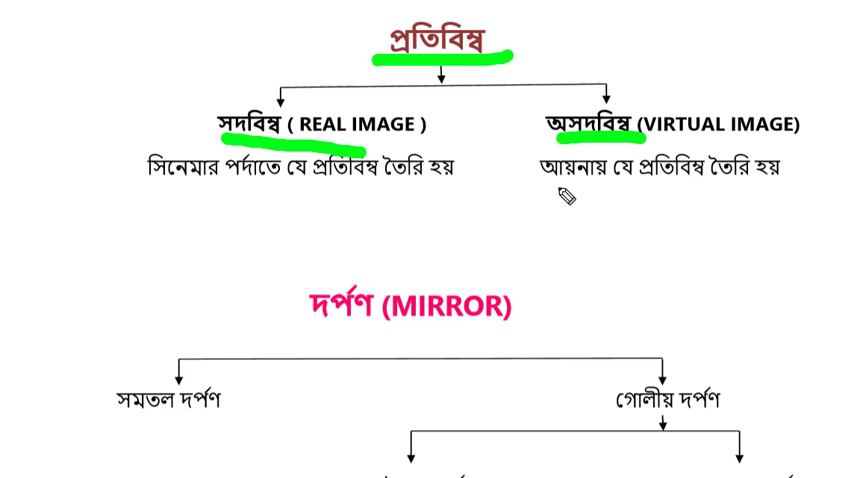 প্রতিবিম্ব
সদবিম্ব ( REAL IMAGE )
অসদবিম্ব (VIRTUAL IMAGE)
সিনেমার পর্দাতে যে প্রতিবিম্ব তৈরি হয়
আয়নায় যে প্রতিবিম্ব তৈরি হয়
দর্পণ (MIRROR)
সমতল দর্পণ
গোলীয় দর্পণ